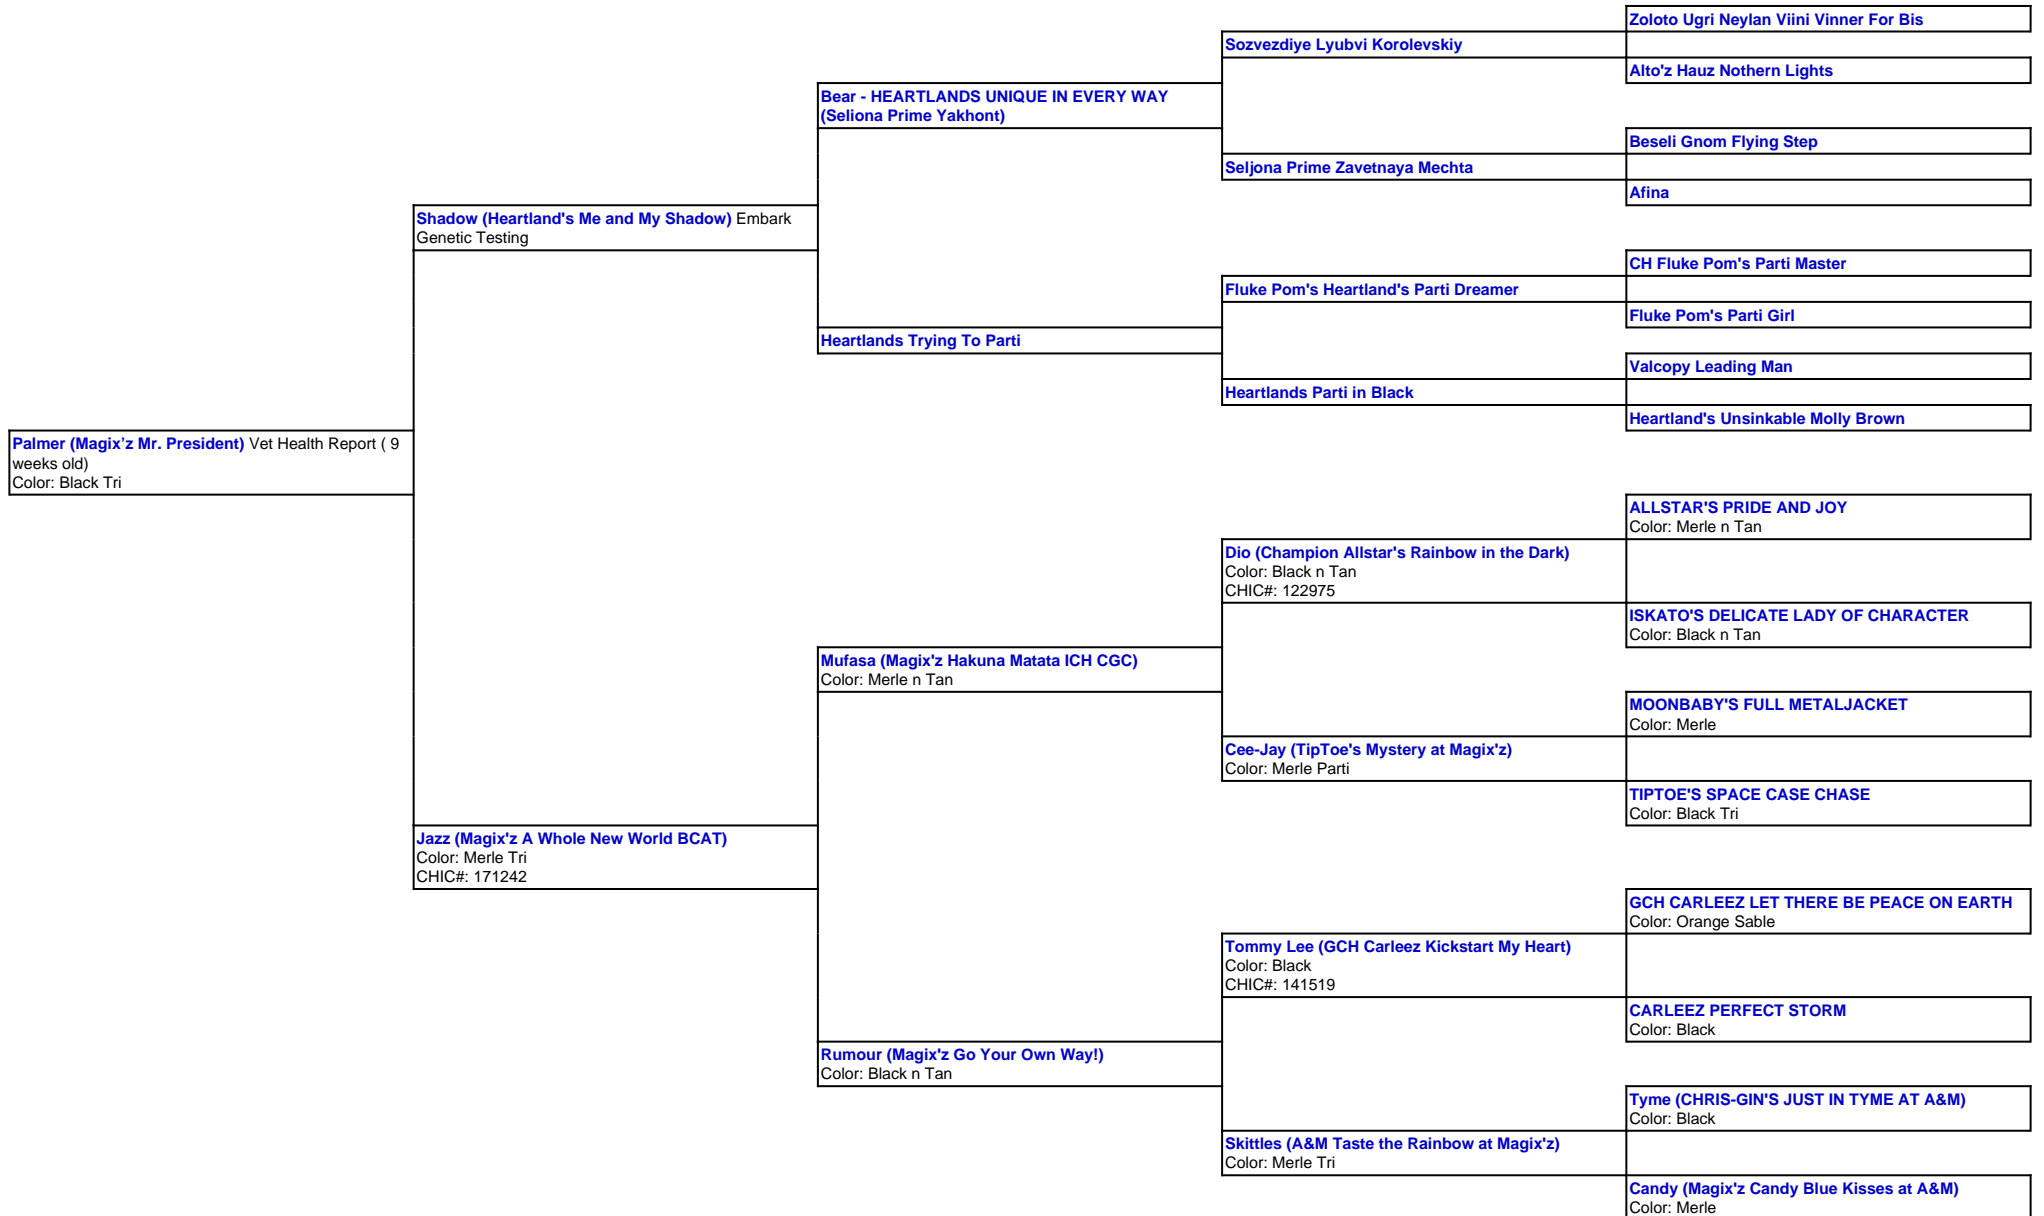 Zoloto Ugri Neylan Viini Vinner For Bis
Sozvezdiye Lyubvi Korolevskiy
Alto'z Hauz Nothern Lights
Bear - HEARTLANDS UNIQUE IN EVERY WAY
(Seliona Prime Yakhont)
Beseli Gnom Flying Step
Seljona Prime Zavetnaya Mechta
Afina
Shadow (Heartland's Me and My Shadow) Embark
Genetic Testing
CH Fluke Pom's Parti Master
Fluke Pom's Heartland's Parti Dreamer
Fluke Pom's Parti Girl
Heartlands Trying To Parti
Valcopy Leading Man
Heartlands Parti in Black
Heartland's Unsinkable Molly Brown
Palmer (Magix’z Mr. President) Vet Health Report ( 9
weeks old)
Color: Black Tri
ALLSTAR'S PRIDE AND JOY
Color: Merle n Tan
Dio (Champion Allstar's Rainbow in the Dark)
Color: Black n Tan
CHIC#: 122975
ISKATO'S DELICATE LADY OF CHARACTER
Color: Black n Tan
Mufasa (Magix'z Hakuna Matata ICH CGC)
Color: Merle n Tan
MOONBABY'S FULL METALJACKET
Color: Merle
Cee-Jay (TipToe's Mystery at Magix'z)
Color: Merle Parti
TIPTOE'S SPACE CASE CHASE
Color: Black Tri
Jazz (Magix'z A Whole New World BCAT)
Color: Merle Tri
CHIC#: 171242
GCH CARLEEZ LET THERE BE PEACE ON EARTH
Color: Orange Sable
Tommy Lee (GCH Carleez Kickstart My Heart)
Color: Black
CHIC#: 141519
CARLEEZ PERFECT STORM
Color: Black
Rumour (Magix'z Go Your Own Way!)
Color: Black n Tan
Tyme (CHRIS-GIN'S JUST IN TYME AT A&M)
Color: Black
Skittles (A&M Taste the Rainbow at Magix'z)
Color: Merle Tri
Candy (Magix'z Candy Blue Kisses at A&M)
Color: Merle